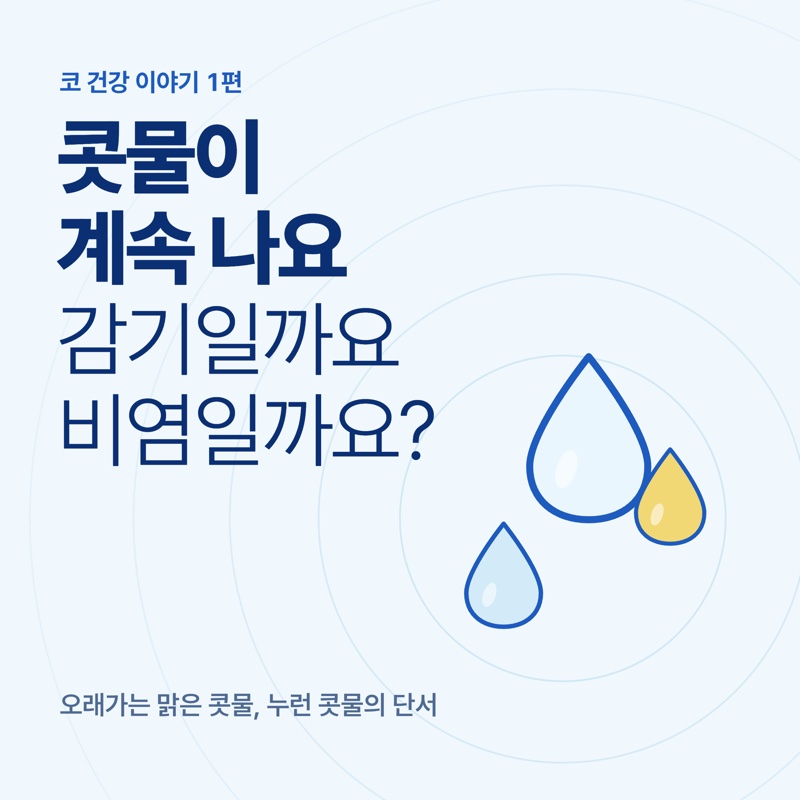 코 건강 이야기 1편
콧물이
계속 나요
감기일까요
비염일까요?
오래가는 맑은 콧물, 누런 콧물의 단서